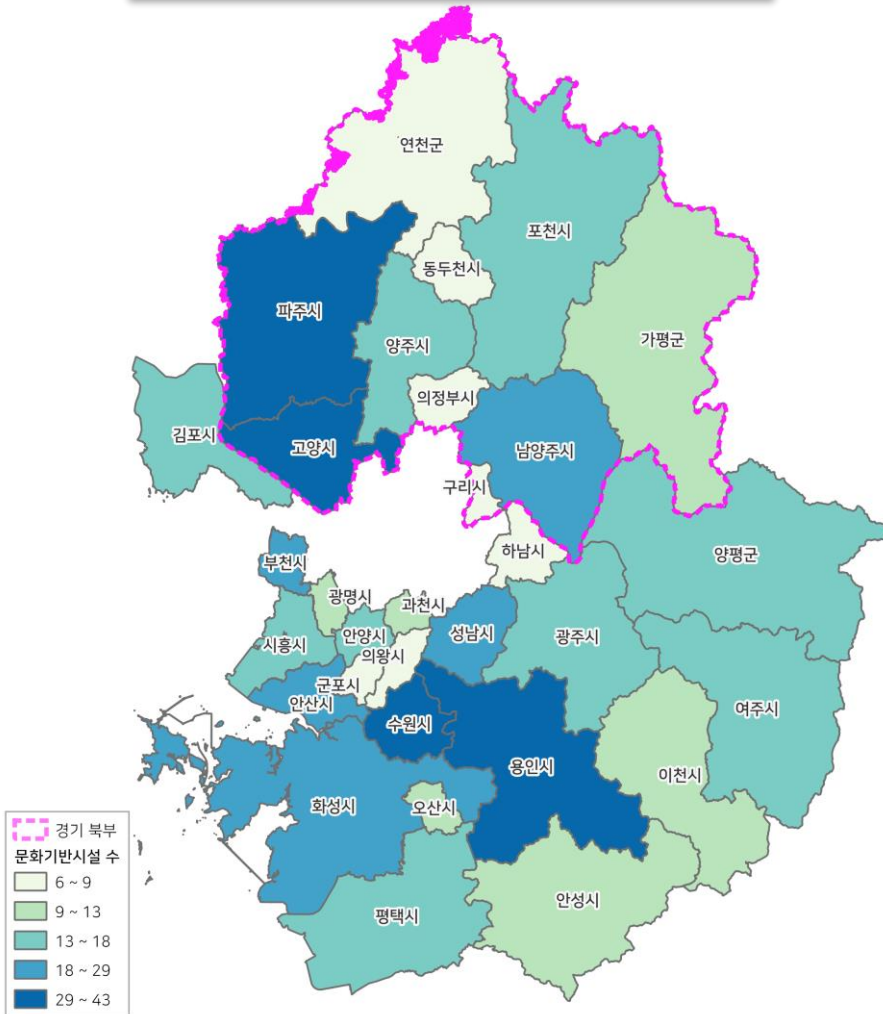 연천군
포천시
동두천시
파주시
가평군
양주시
의정부시
김포시
고양시
남양주시
구리시
하남시
양평군
부천시
광명시
과천시
시흥시
안양시
성남시
광주시
의왕시
군포시
안산시
수원시
여주시
용인시
이천시
화성시
오산시
안성시
평택시
경기 북부
문화기반시설 수
6 ~ 9
9 ~ 13
13 ~ 18
18 ~ 29
29 ~ 43